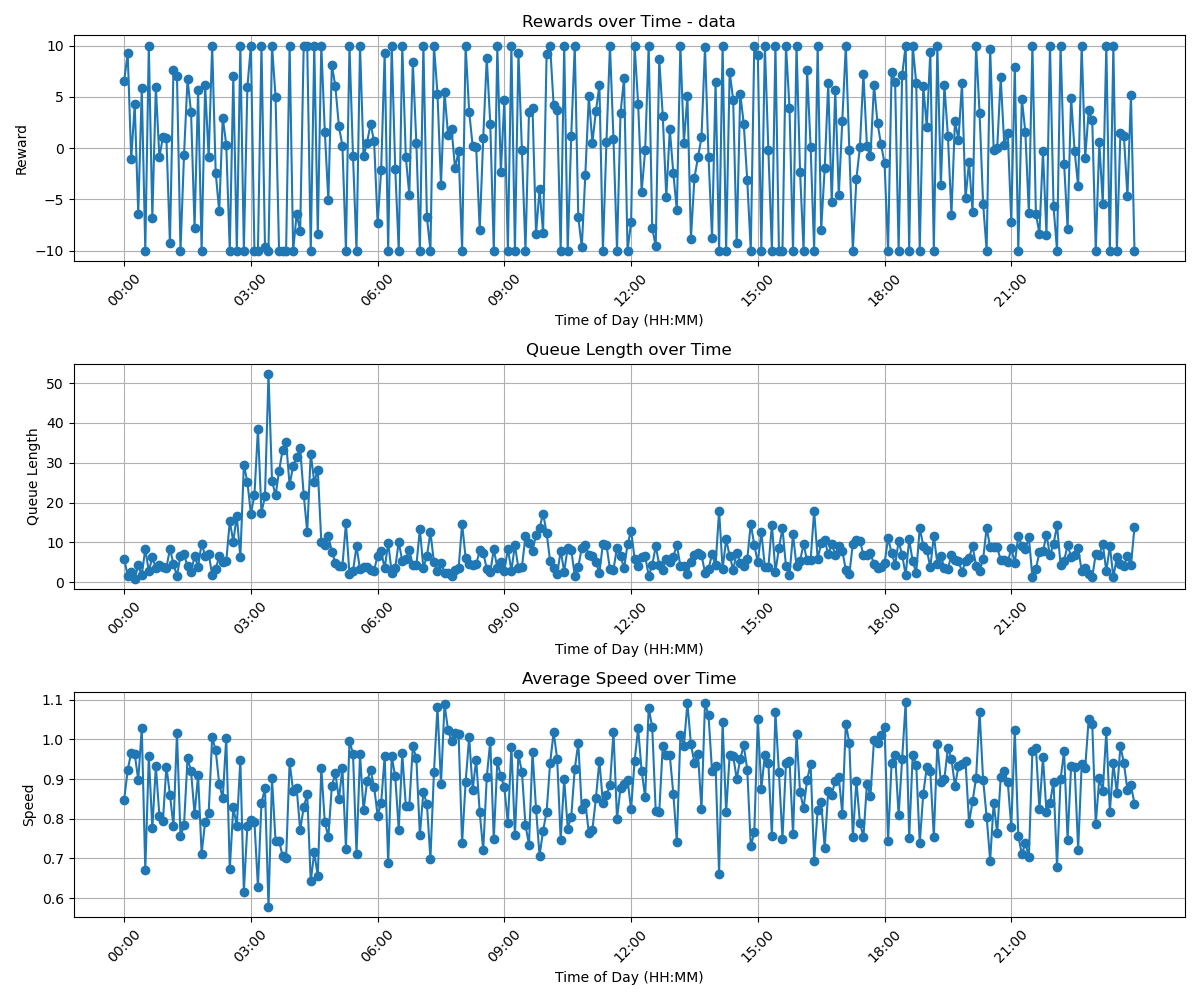 Rewards over Time - data
Reward
10
5
0
−5
−10
00:00 03:00 06:00 09:00 12:00 15:00 18:00 21:00
Time of Day (HH:MM)
Queue Length over Time
Queue Length
50
40
30
20
10
0
00:00 03:00 06:00 09:00 12:00 15:00 18:00 21:00
Time of Day (HH:MM)
Average Speed over Time
Speed
1.1
1.0
0.9
0.8
0.7
0.6
00:00 03:00 06:00 09:00 12:00 15:00 18:00 21:00
Time of Day (HH:MM)